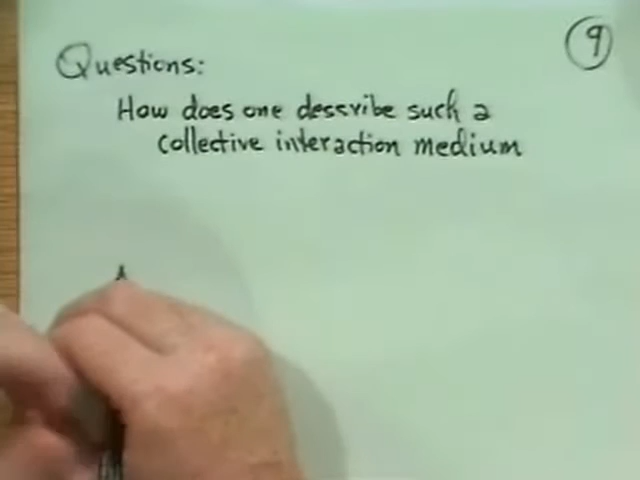 9
Questions:
How does one describe such a
collective interaction medium